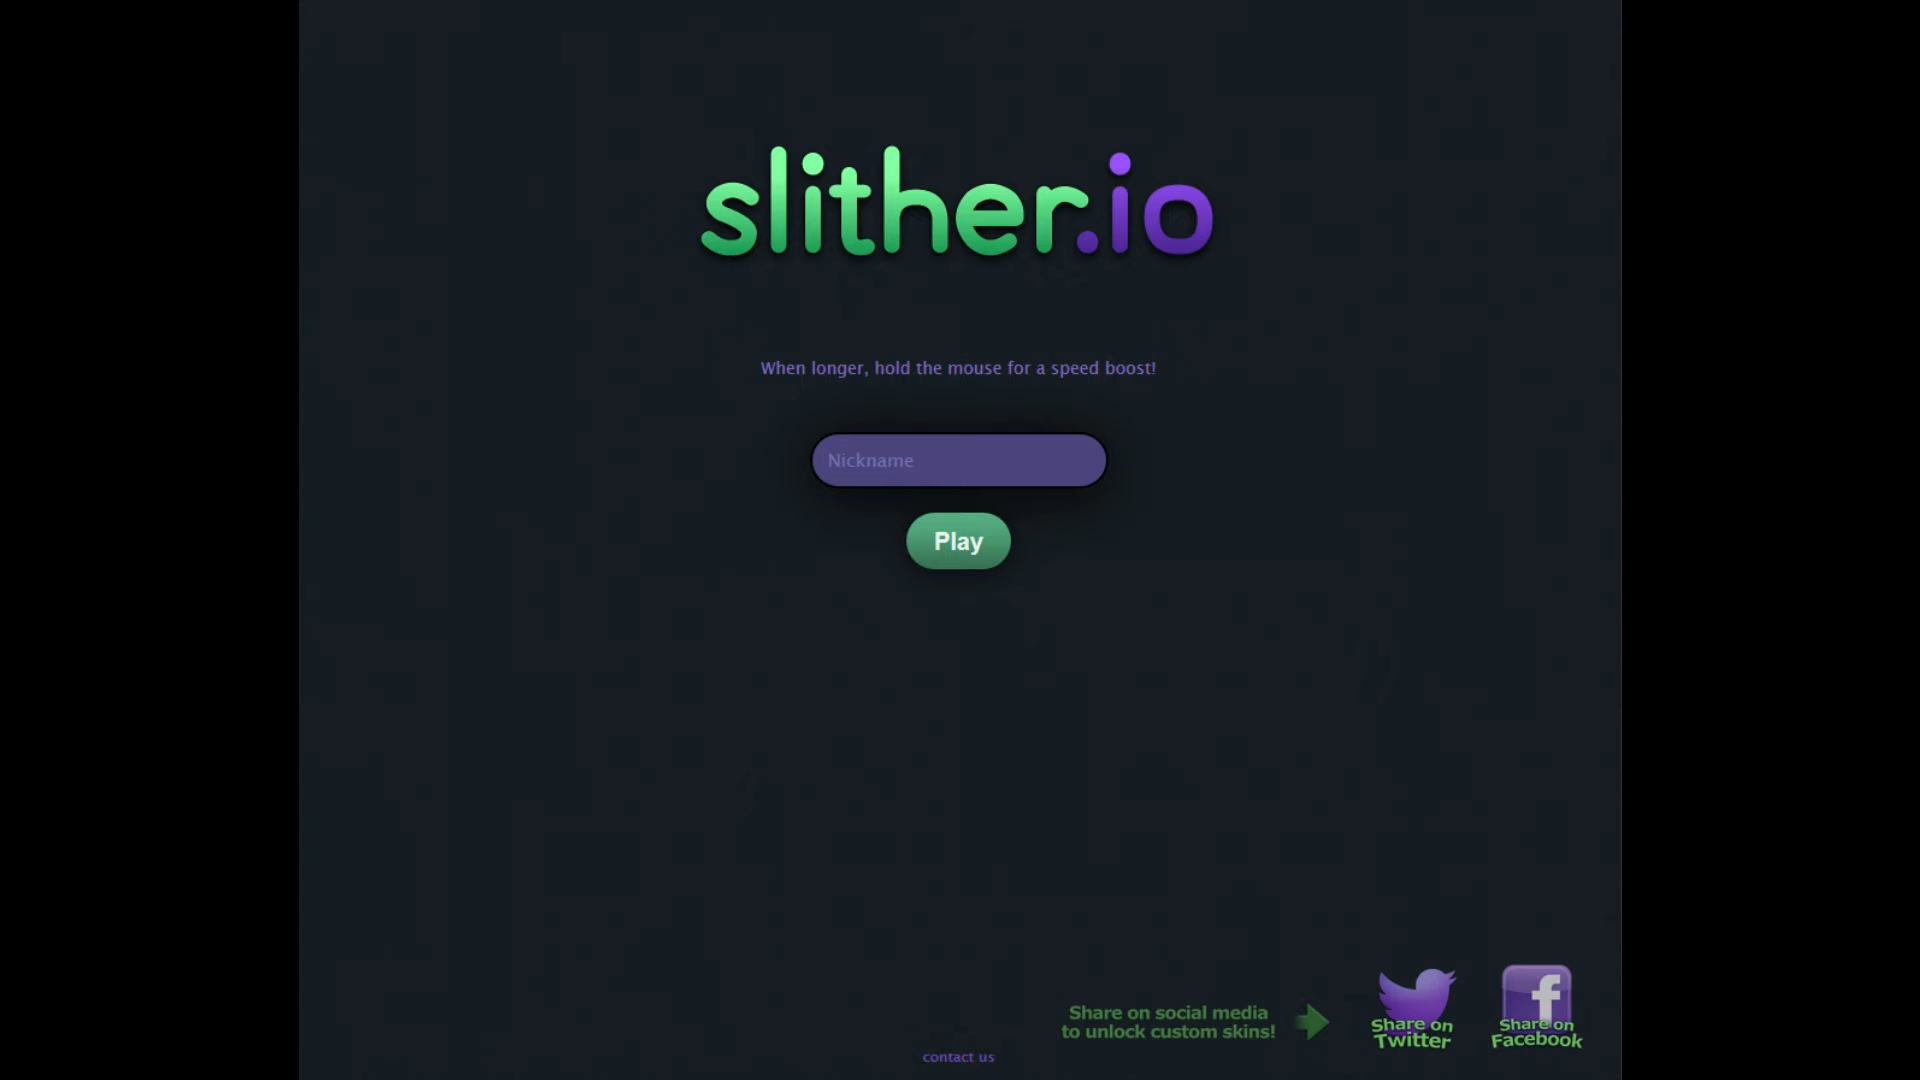 slither.io
When longer, hold the mouse for a speed boost!
Nickname
Play
Share on social media
to unlock custom skins!
Share on
Twitter
Share on
Facebook
contact us